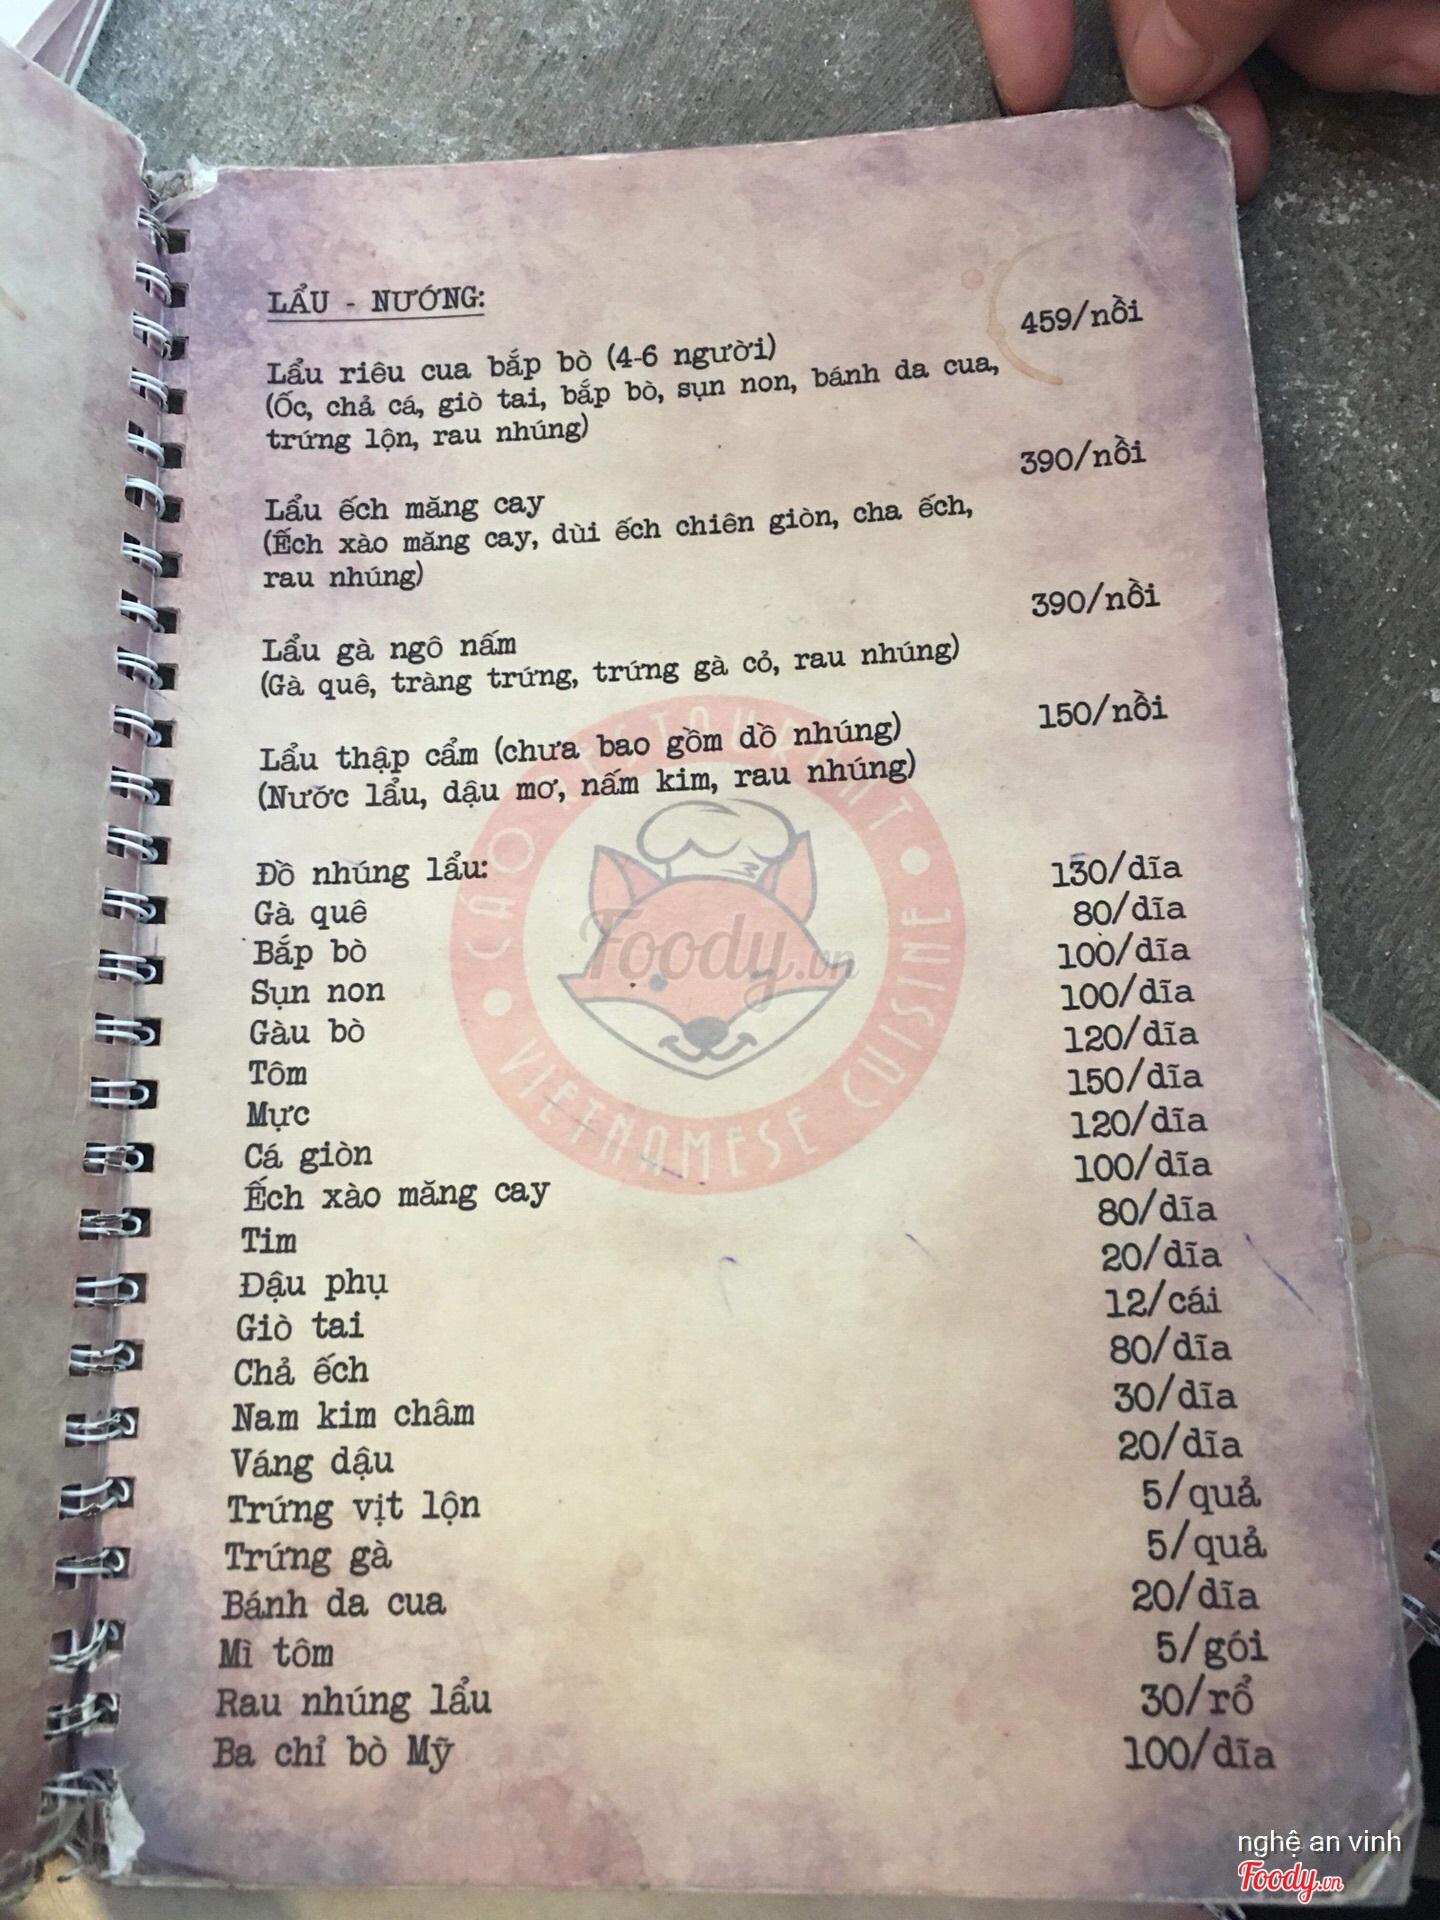 LẨU - NƯỚNG:
459/nồi
Lẩu riêu cua bắp bò (4-6 người)
(Ốc, chả cá, giò tai, bắp bò, sụn non, bánh da cua,
trứng lộn, rau nhúng)
390/nồi
Lẩu ếch măng cay
(Ếch xào măng cay, dùi ếch chiên giòn, cha ếch,
rau nhúng)
390/nồi
Lẩu gà ngô nấm
(Gà quê, tràng trứng, trứng gà cỏ, rau nhúng)
150/nồi
Lẩu thập cẩm (chưa bao gồm dồ nhúng)
(Nước lẩu, dậu mơ, nấm kim, rau nhúng)
Đồ nhúng lẩu:
Gà quê 130/dĩa
Bắp bò 80/dĩa
Sụn non 100/dĩa
Gàu bò 100/dĩa
Tôm 120/dĩa
Mực 150/dĩa
Cá giòn 120/dĩa
Ếch xào măng cay 100/dĩa
Tim 80/dĩa
Đậu phụ 20/dĩa
Giò tai 12/cái
Chả ếch 80/dĩa
Nam kim châm 30/dĩa
Váng dậu 20/dĩa
Trứng vịt lộn 5/quả
Trứng gà 5/quả
Bánh da cua 20/dĩa
Mì tôm 5/gói
Rau nhúng lẩu 30/rổ
Ba chỉ bò Mỹ 100/dĩa
CÁO RESTAURANT
VIETNAMESE CUISINE
Foody.vn
nghệ an vinh
Foody.vn